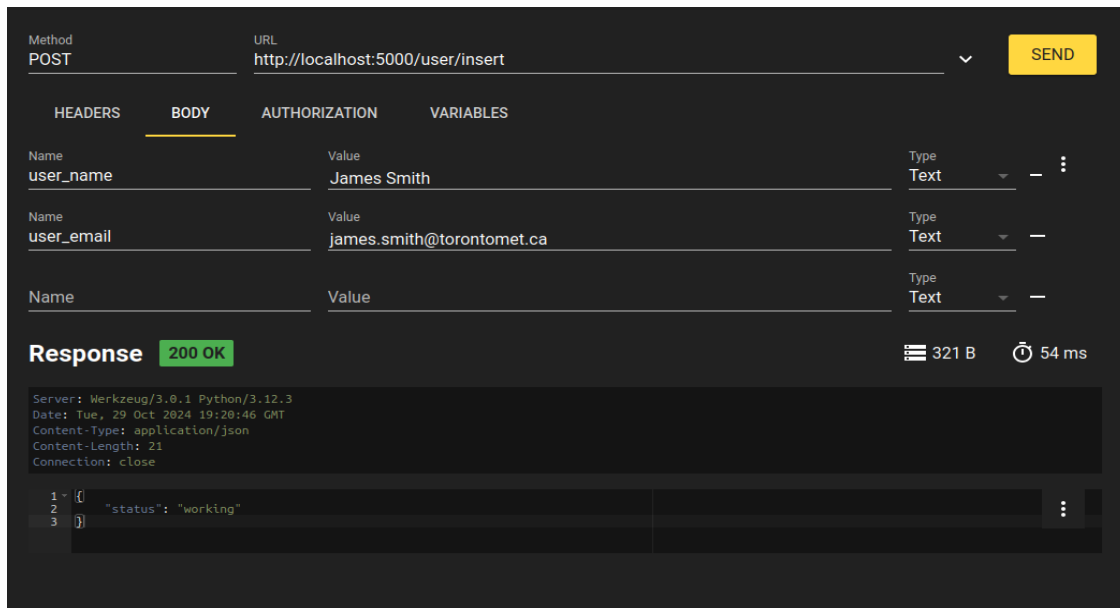 Method URL
POST http://localhost:5000/user/insert SEND
HEADERS BODY AUTHORIZATION VARIABLES
Name Value Type
user_name James Smith Text
Name Value Type
user_email james.smith@torontomet.ca Text
Type
Name Value Text
Response 200 OK 321 B 54 ms
Server: Werkzeug/3.0.1 Python/3.12.3
Date: Tue, 29 Oct 2024 19:20:46 GMT
Content-Type: application/json
Content-Length: 21
Connection: close
1 {
2 "status": "working"
3 }